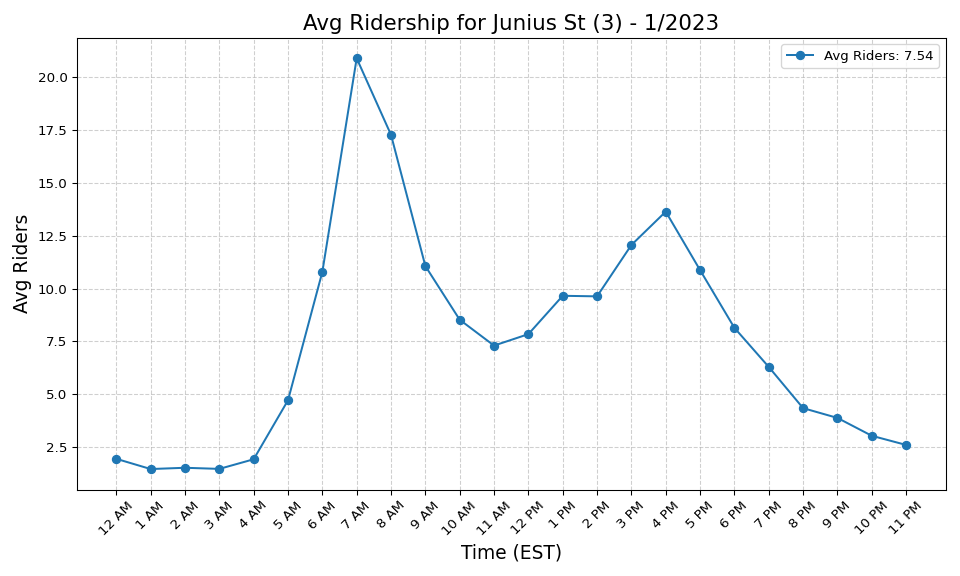 Avg Ridership for Junius St (3) - 1/2023
Avg Riders: 7.54
Avg Riders
20.0
17.5
15.0
12.5
10.0
7.5
5.0
2.5
12 AM
1 AM
2 AM
3 AM
4 AM
5 AM
6 AM
7 AM
8 AM
9 AM
10 AM
11 AM
12 PM
1 PM
2 PM
3 PM
4 PM
5 PM
6 PM
7 PM
8 PM
9 PM
10 PM
11 PM
Time (EST)